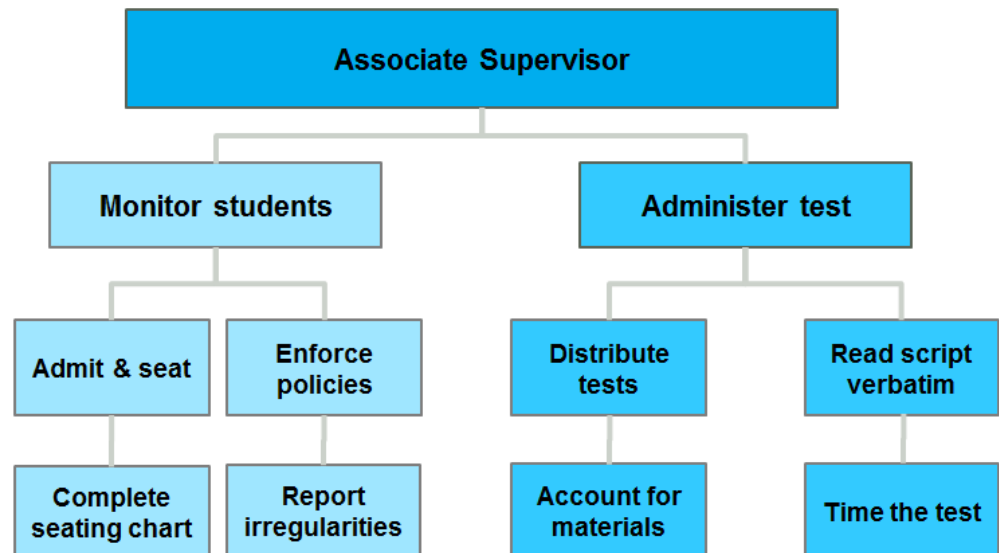 Associate Supervisor
Monitor students
Administer test
Admit & seat
Enforce
policies
Distribute
tests
Read script
verbatim
Complete
seating chart
Report
irregularities
Account for
materials
Time the test